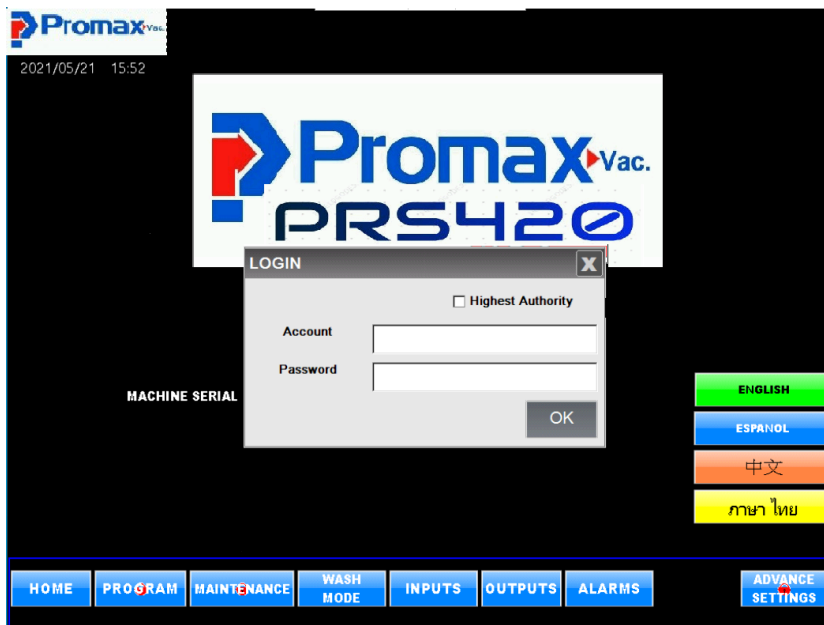 Promax Vac.
2021/05/21 15:52
Promax Vac.
PRS420
LOGIN
X
Highest Authority
Account
Password
OK
MACHINE SERIAL
ENGLISH
ESPANOL
中文
ภาษา ไทย
HOME
PROGRAM
MAINTENANCE
WASH
MODE
INPUTS
OUTPUTS
ALARMS
ADVANCE
SETTINGS